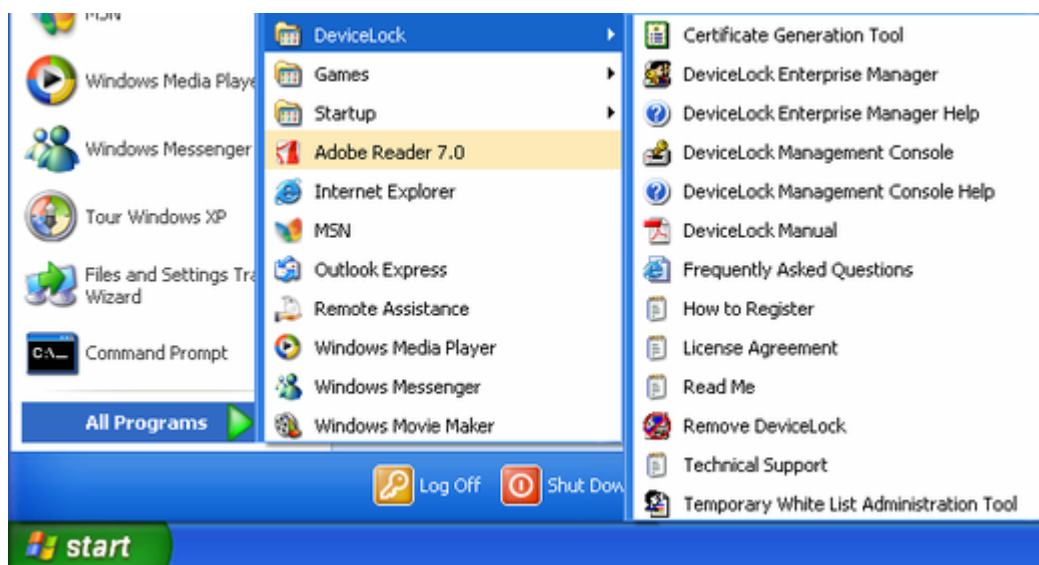 MSN
Windows Media Playe
Windows Messenger
Tour Windows XP
Files and Settings Tra
Wizard
C:\_
Command Prompt
All Programs
DeviceLock
Games
Startup
Adobe Reader 7.0
Internet Explorer
MSN
Outlook Express
Remote Assistance
Windows Media Player
Windows Messenger
Windows Movie Maker
Certificate Generation Tool
DeviceLock Enterprise Manager
DeviceLock Enterprise Manager Help
DeviceLock Management Console
DeviceLock Management Console Help
DeviceLock Manual
Frequently Asked Questions
How to Register
License Agreement
Read Me
Remove DeviceLock
Technical Support
Temporary White List Administration Tool
Log Off
Shut Dow
start